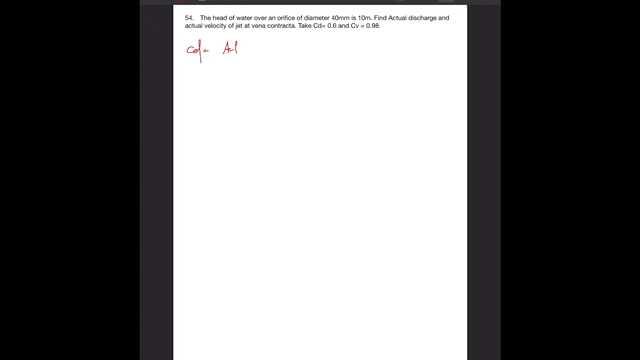 54. The head of water over an orifice of diameter 40mm is 10m. Find Actual discharge and
actual velocity of jet at vena contracta. Take Cd= 0.6 and Cv = 0.98.
Cd= Act